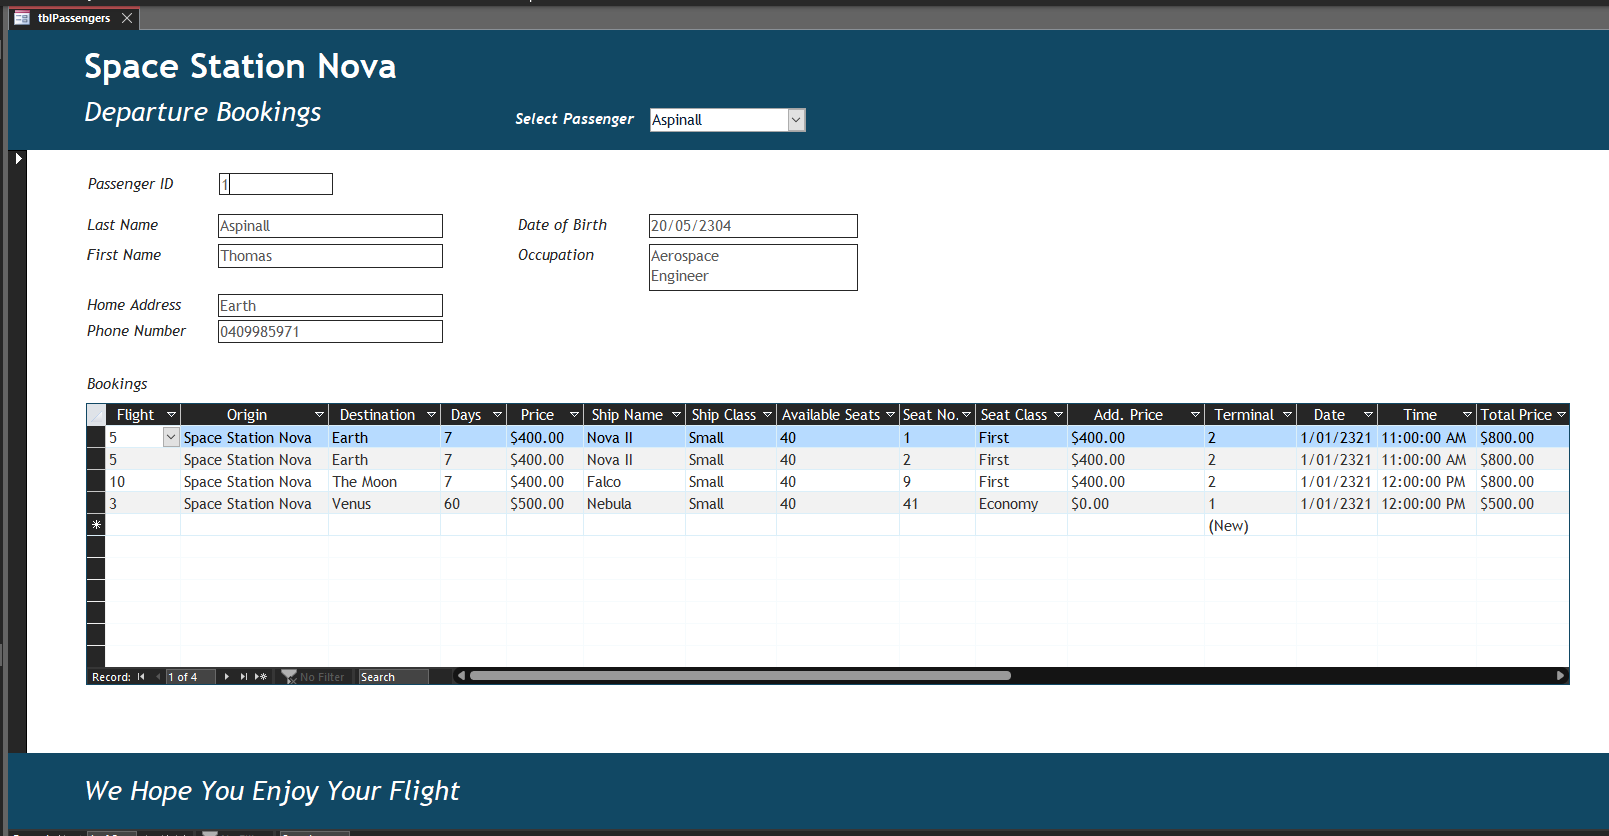 tblPassengers
Space Station Nova
Departure Bookings
Select Passenger Aspinall
Passenger ID 1
Last Name Aspinall Date of Birth 20/05/2304
First Name Thomas Occupation Aerospace
Engineer
Home Address Earth
Phone Number 0409985971
Bookings
Flight Origin Destination Days Price Ship Name Ship Class Available Seats Seat No. Seat Class Add. Price Terminal Date Time Total Price
5 Space Station Nova Earth 7 $400.00 Nova II Small 40 1 First $400.00 2 1/01/2321 11:00:00 AM $800.00
5 Space Station Nova Earth 7 $400.00 Nova II Small 40 2 First $400.00 2 1/01/2321 11:00:00 AM $800.00
10 Space Station Nova The Moon 7 $400.00 Falco Small 40 9 First $400.00 2 1/01/2321 12:00:00 PM $800.00
3 Space Station Nova Venus 60 $500.00 Nebula Small 40 41 Economy $0.00 1 1/01/2321 12:00:00 PM $500.00
(New)
Record: 1 of 4 No Filter Search
We Hope You Enjoy Your Flight